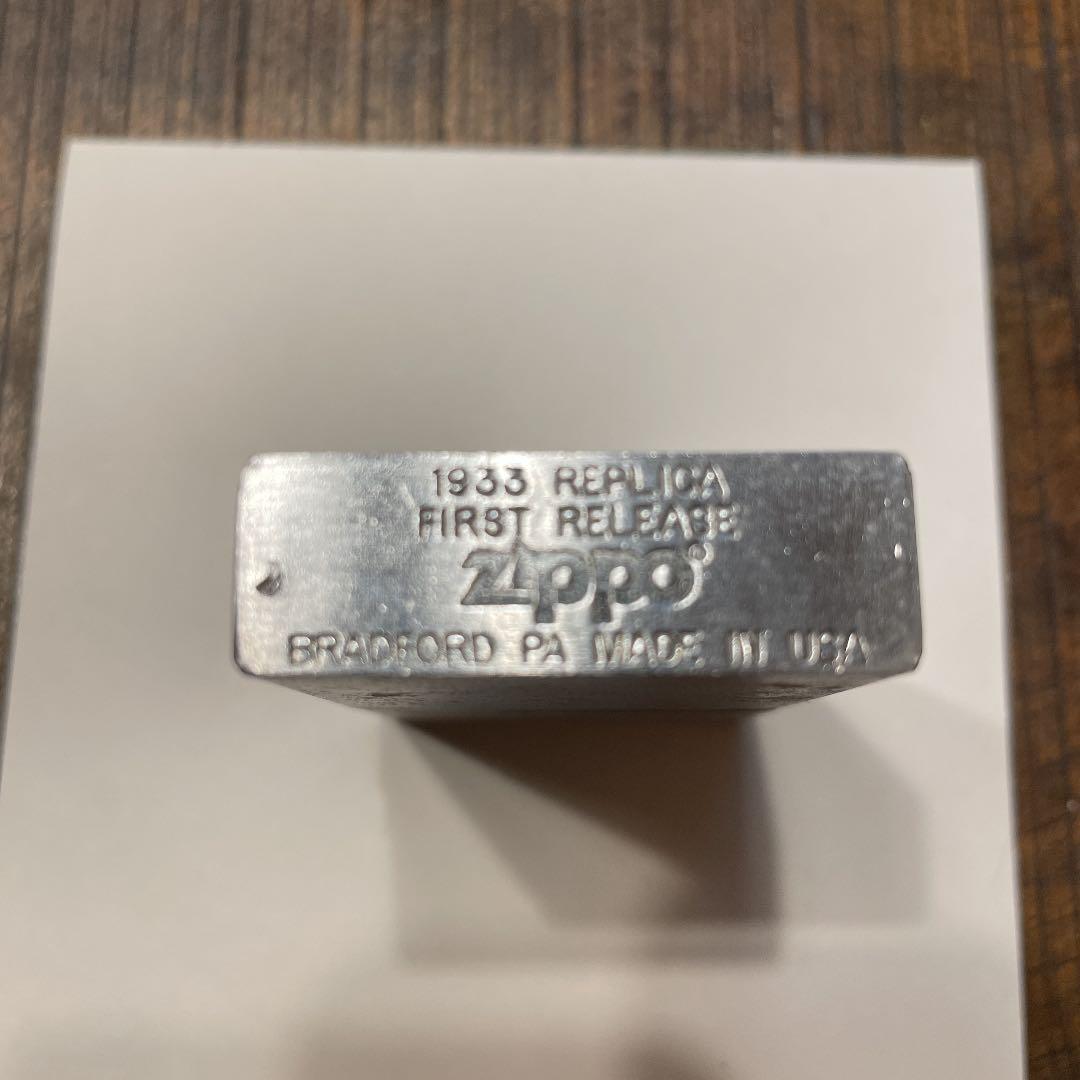 1933 REPLICA
FIRST RELEASE
Zippo®
BRADFORD PA MADE IN USA